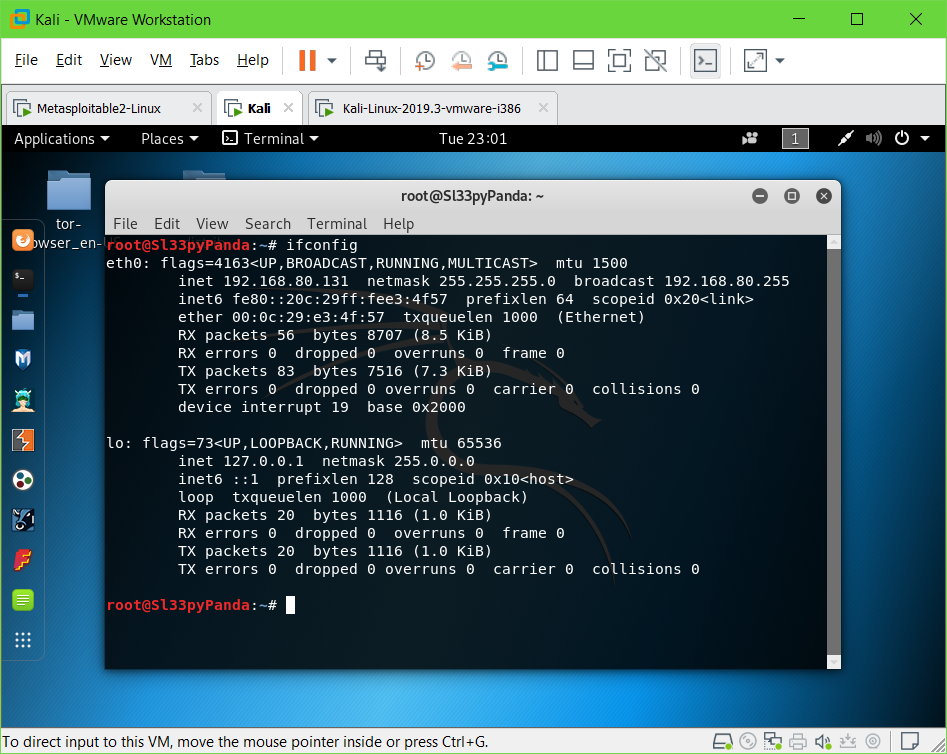 Kali - VMware Workstation
File Edit View VM Tabs Help
Metasploitable2-Linux Kali Kali-Linux-2019.3-vmware-i386
Applications Places Terminal Tue 23:01 1
tor-
owser_en-
root@Sl33pyPanda: ~
File Edit View Search Terminal Help
root@Sl33pyPanda:~# ifconfig
eth0: flags=4163<UP,BROADCAST,RUNNING,MULTICAST>  mtu 1500
        inet 192.168.80.131  netmask 255.255.255.0  broadcast 192.168.80.255
        inet6 fe80::20c:29ff:fee3:4f57  prefixlen 64  scopeid 0x20<link>
        ether 00:0c:29:e3:4f:57  txqueuelen 1000  (Ethernet)
        RX packets 56  bytes 8707 (8.5 KiB)
        RX errors 0  dropped 0  overruns 0  frame 0
        TX packets 83  bytes 7516 (7.3 KiB)
        TX errors 0  dropped 0 overruns 0  carrier 0  collisions 0
        device interrupt 19  base 0x2000
lo: flags=73<UP,LOOPBACK,RUNNING>  mtu 65536
        inet 127.0.0.1  netmask 255.0.0.0
        inet6 ::1  prefixlen 128  scopeid 0x10<host>
        loop  txqueuelen 1000  (Local Loopback)
        RX packets 20  bytes 1116 (1.0 KiB)
        RX errors 0  dropped 0  overruns 0  frame 0
        TX packets 20  bytes 1116 (1.0 KiB)
        TX errors 0  dropped 0 overruns 0  carrier 0  collisions 0
root@Sl33pyPanda:~#
To direct input to this VM, move the mouse pointer inside or press Ctrl+G.